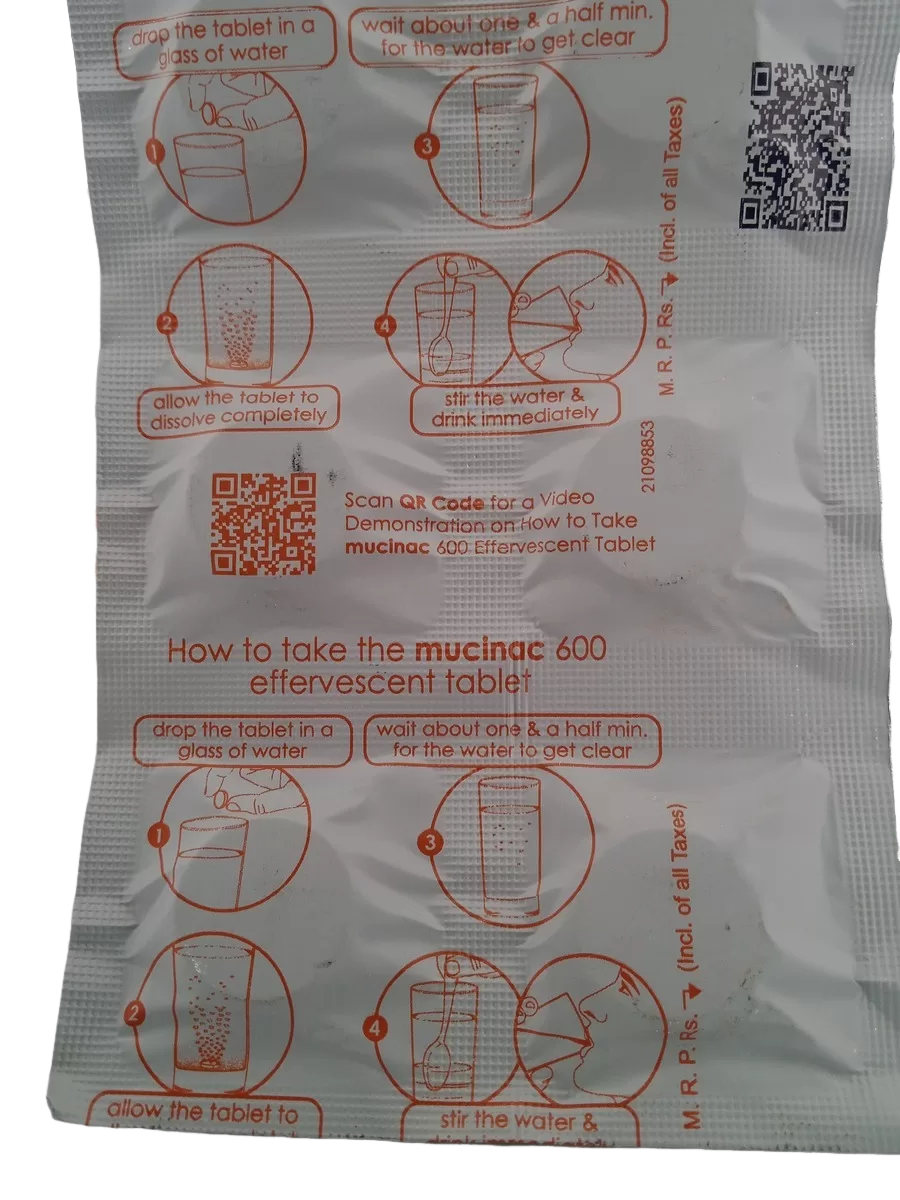 drop the tablet in a
glass of water
wait about one & a half min.
for the water to get clear
1
3
2
4
allow the tablet to
dissolve completely
stir the water &
drink immediately
M. R. P. Rs. (Incl. of all Taxes)
21098853
Scan QR Code for a Video
Demonstration on How to Take
mucinac 600 Effervescent Tablet
How to take the mucinac 600
effervescent tablet
drop the tablet in a
glass of water
wait about one & a half min.
for the water to get clear
1
3
2
4
M. R. P. Rs. (Incl. of all Taxes)
allow the tablet to
stir the water &
drink immediately